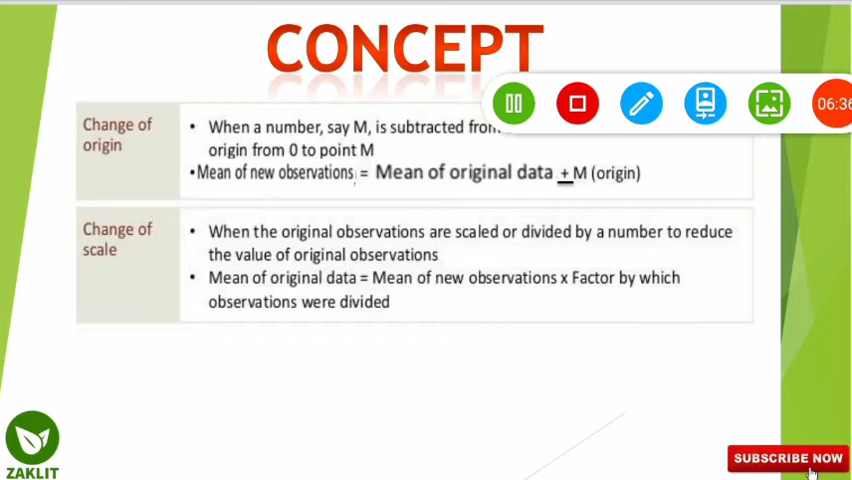 CONCEPT
Change of
origin
• When a number, say M, is subtracted from
origin from 0 to point M
•Mean of new observations = Mean of original data ± M (origin)
Change of
scale
• When the original observations are scaled or divided by a number to reduce
the value of original observations
• Mean of original data = Mean of new observations x Factor by which
observations were divided
06:36
ZAKLIT
SUBSCRIBE NOW